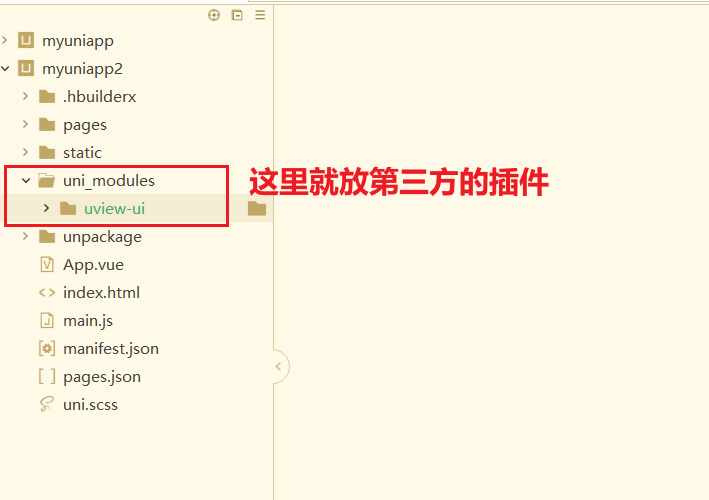 myuniapp
myuniapp2
.hbuilderx
pages
static
uni_modules
这里就放第三方的插件
uview-ui
unpackage
App.vue
index.html
main.js
manifest.json
pages.json
uni.scss